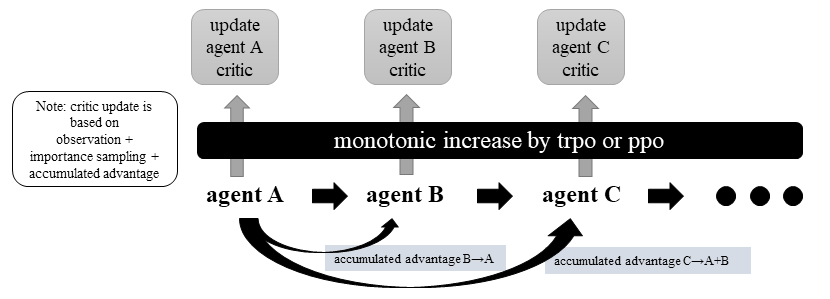 update
agent A
critic
update
agent B
critic
update
agent C
critic
Note: critic update is
based on
observation +
importance sampling +
accumulated advantage
monotonic increase by trpo or ppo
agent A
agent B
agent C
accumulated advantage B→A
accumulated advantage C→A+B